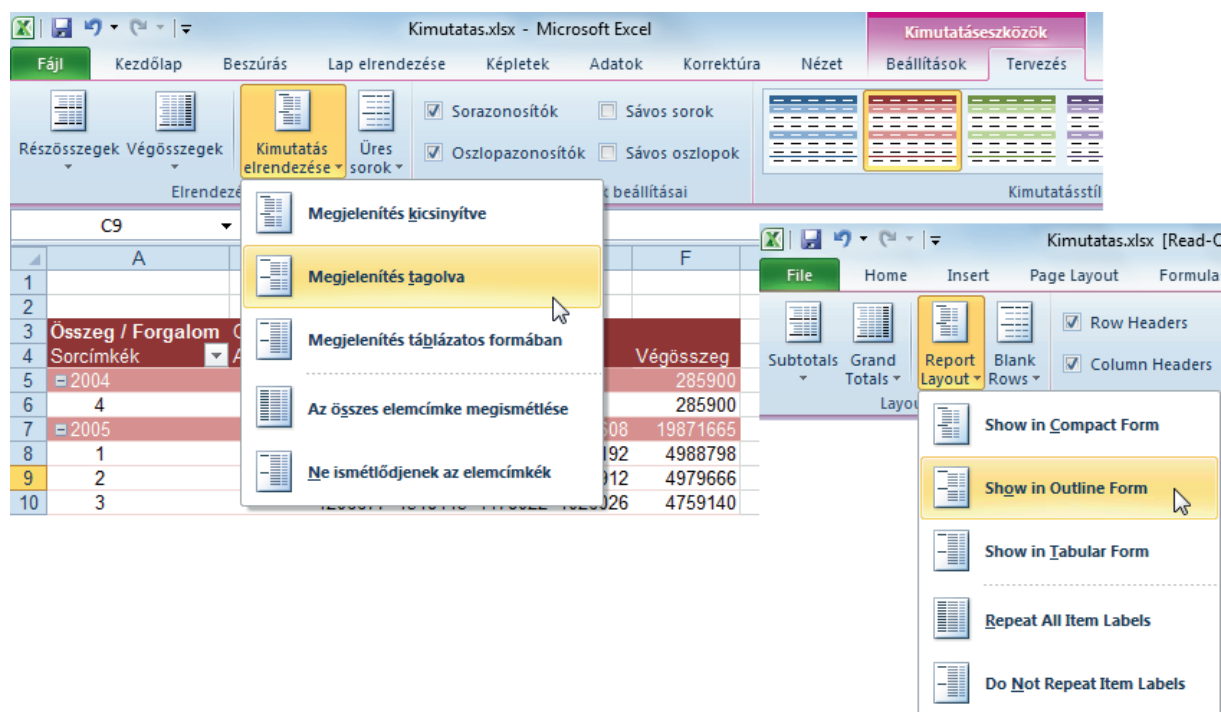 Kimutatas.xlsx - Microsoft Excel
Kimutatáseszközök
Fájl Kezdőlap Beszúrás Lap elrendezése Képletek Adatok Korrektúra Nézet Beállítások Tervezés
Részösszegek Végösszegek Kimutatás elrendezése Üres sorok
Sorazonosítók Sávos sorok
Oszlopazonosítók Sávos oszlopok
beállításai Kimutatásstíl
Megjelenítés kicsinyítve
Megjelenítés tagolva
Megjelenítés táblázatos formában
Az összes elemcímke megismétlése
Ne ismétlődjenek az elemcímkék
C9
A F
1
2
3 Összeg / Forgalom
4 Sorcímkék Végösszeg
5 2004 285900
6 4 285900
7 2005 608 19871665
8 1 192 4988798
9 2 912 4979666
10 3 026 4759140
Kimutatas.xlsx [Read-O
File Home Insert Page Layout Formula
Subtotals Grand Totals Report Layout Blank Rows
Row Headers
Column Headers
Layou
Show in Compact Form
Show in Outline Form
Show in Tabular Form
Repeat All Item Labels
Do Not Repeat Item Labels